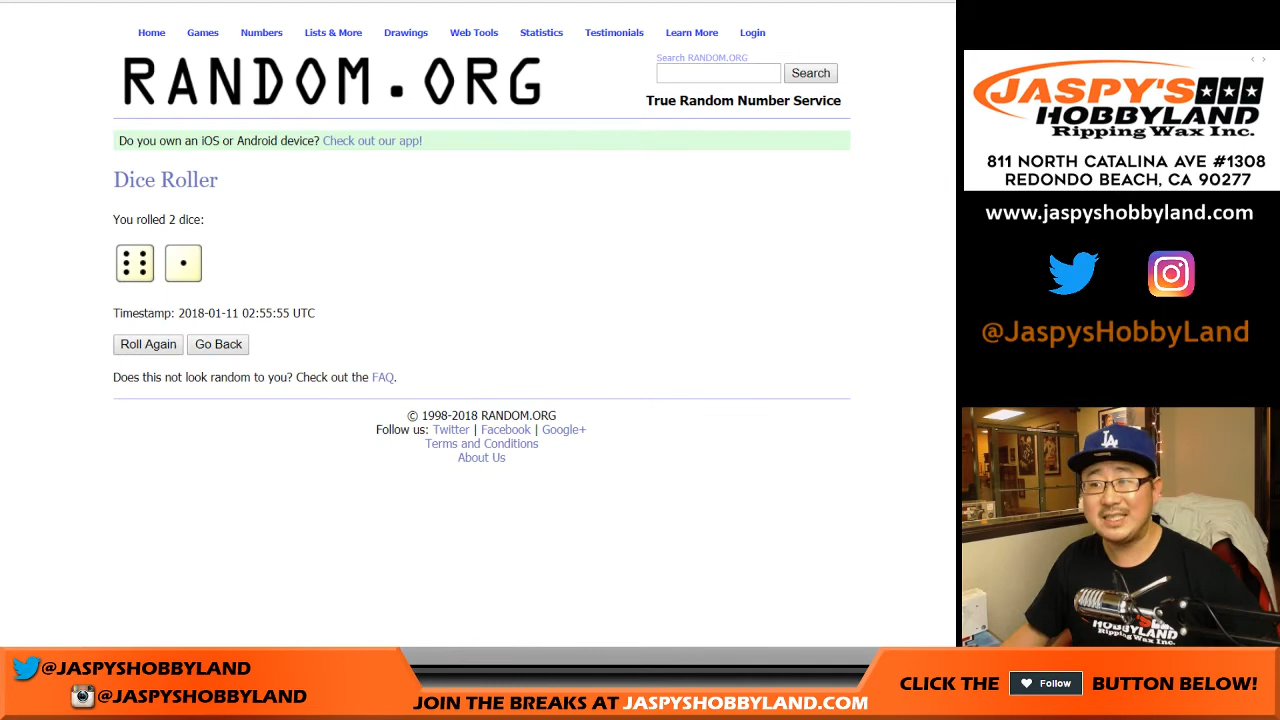 Home Games Numbers Lists & More Drawings Web Tools Statistics Testimonials Learn More Login
RANDOM.ORG
Search RANDOM.ORG
Search
True Random Number Service
Do you own an iOS or Android device? Check out our app!
Dice Roller
You rolled 2 dice:
Timestamp: 2018-01-11 02:55:55 UTC
Roll Again Go Back
Does this not look random to you? Check out the FAQ.
© 1998-2018 RANDOM.ORG
Follow us: Twitter | Facebook | Google+
Terms and Conditions
About Us
JASPY'S
HOBBYLAND
Ripping Wax Inc.
811 NORTH CATALINA AVE #1308
REDONDO BEACH, CA 90277
www.jaspyshobbyland.com
@JaspysHobbyLand
LA
HOBBYLAND
Ripping Wax Inc.
@JASPYSHOBBYLAND
@JASPYSHOBBYLAND
JOIN THE BREAKS AT JASPYSHOBBYLAND.COM
CLICK THE Follow BUTTON BELOW!